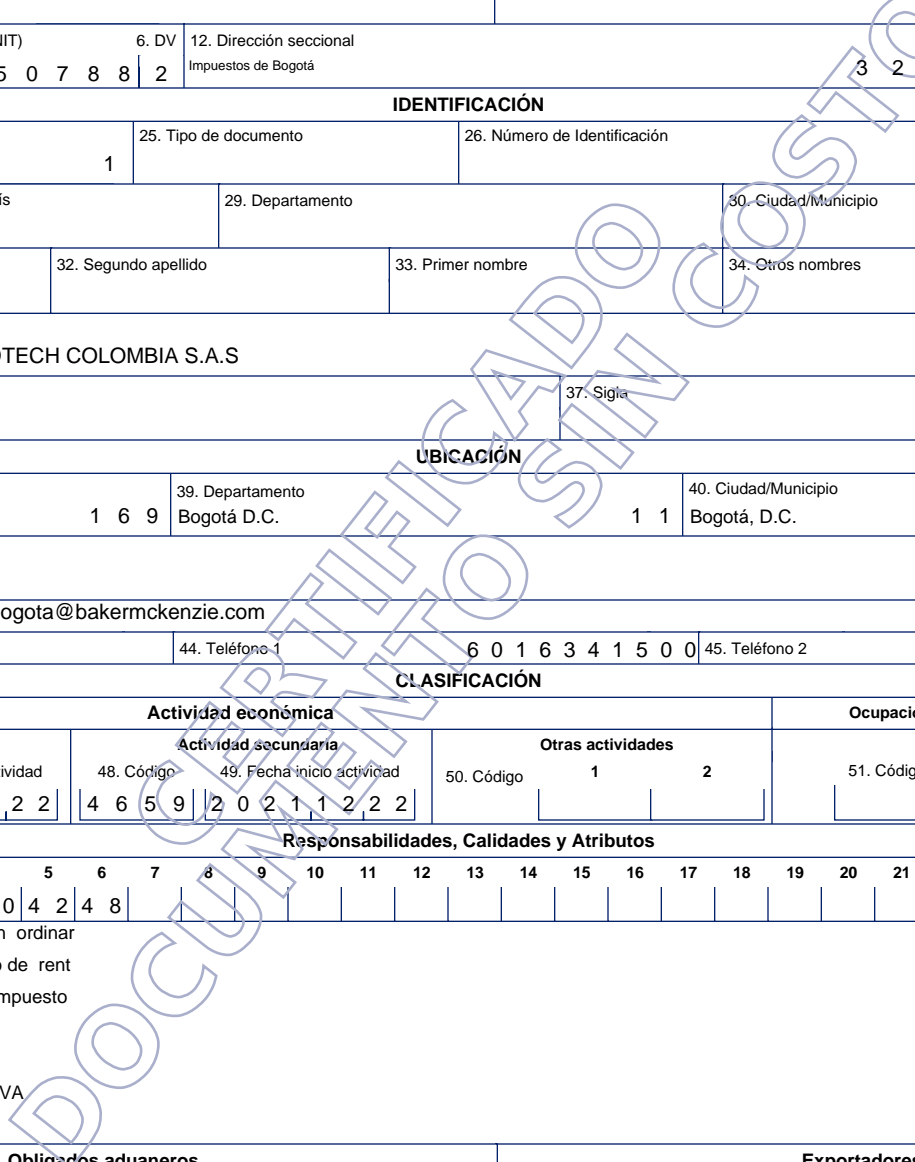 NIT) 6. DV 12. Dirección seccional
5 0 7 8 8 2 Impuestos de Bogotá 3 2
IDENTIFICACIÓN
25. Tipo de documento 26. Número de Identificación
1
ís 29. Departamento 30. Ciudad/Municipio
32. Segundo apellido 33. Primer nombre 34. Otros nombres
OTECH COLOMBIA S.A.S
37. Sigla
UBICACIÓN
39. Departamento 40. Ciudad/Municipio
1 6 9 Bogotá D.C. 1 1 Bogotá, D.C.
ogota@bakermckenzie.com
44. Teléfono 1 6 0 1 6 3 4 1 5 0 0 45. Teléfono 2
CLASIFICACIÓN
Actividad económica Ocupació
Actividad secundaria Otras actividades
ividad 48. Código 49. Fecha inicio actividad 50. Código 1 2 51. Códig
2 2 4 6 5 9 2 0 2 1 1 2 2 2
Responsabilidades, Calidades y Atributos
5 6 7 8 9 10 11 12 13 14 15 16 17 18 19 20 21
0 4 2 4 8
n ordinar
o de rent
mpuesto
VA
Obligados aduaneros Exportadores
CERTIFICADO
DOCUMENTO SIN COSTO